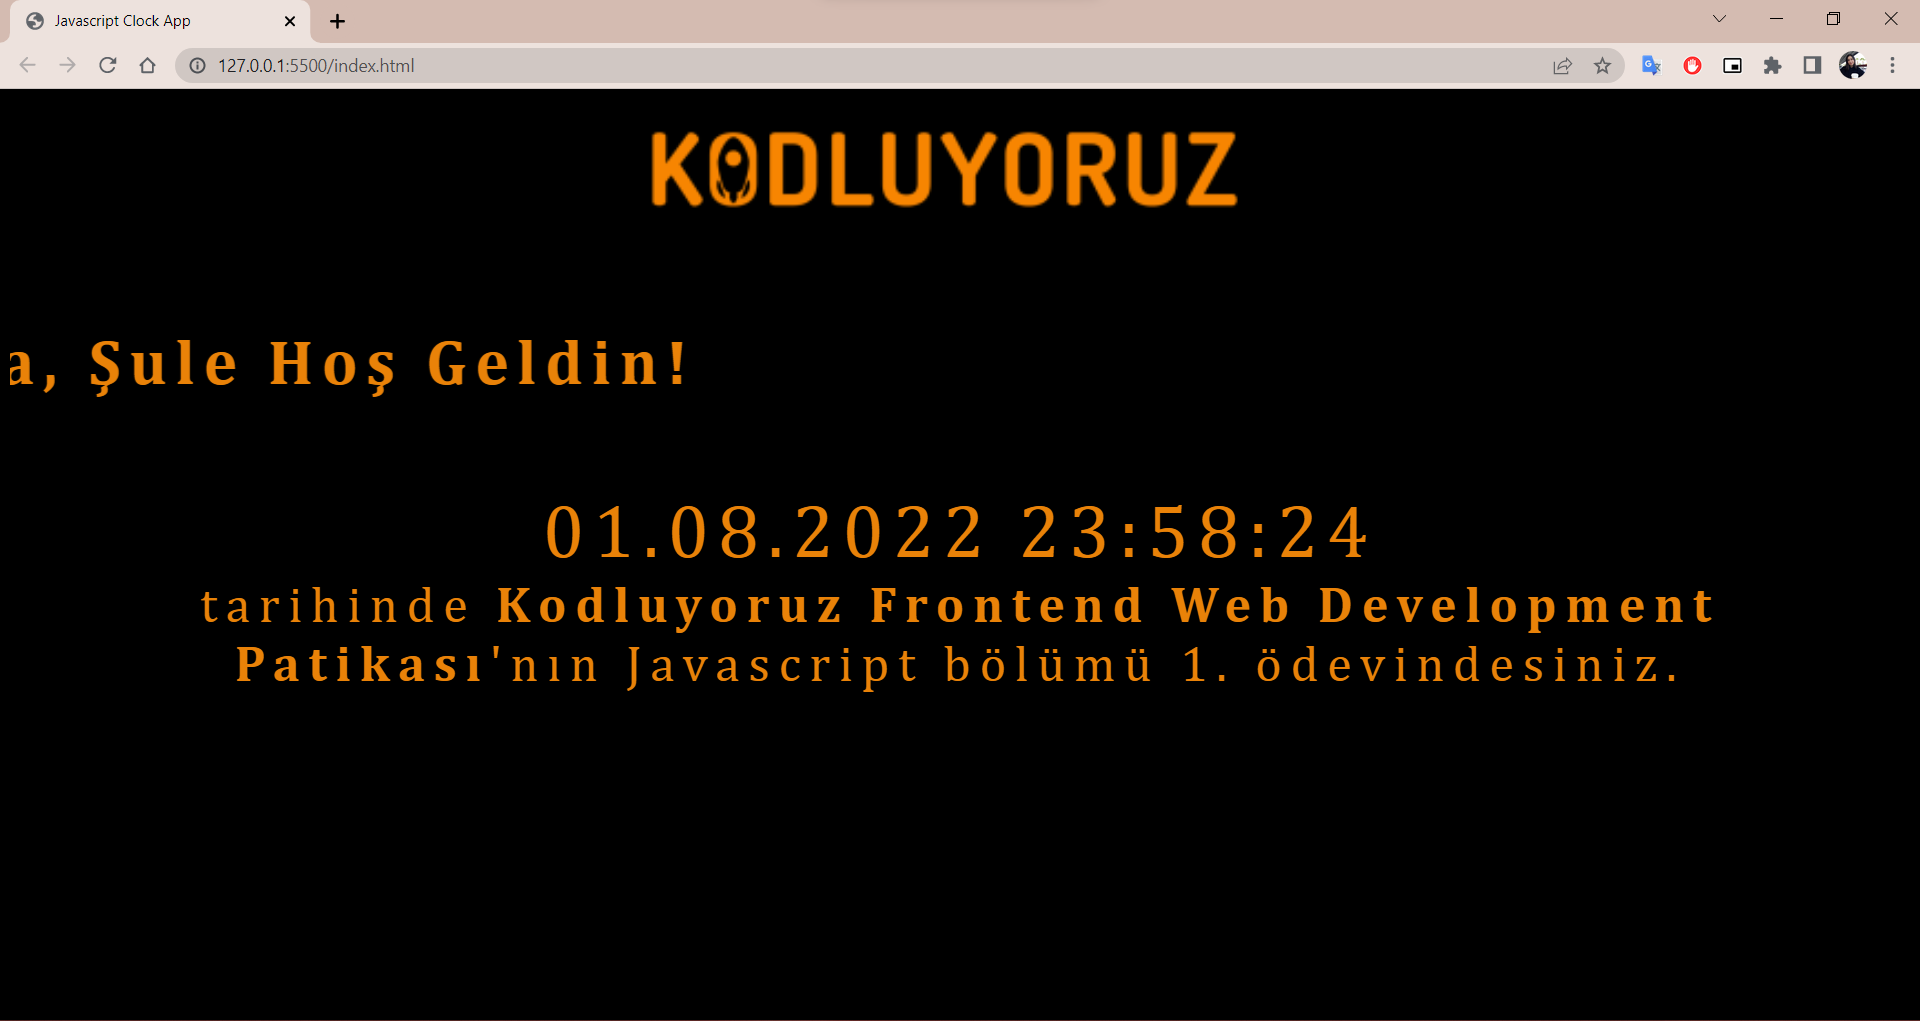 Javascript Clock App
127.0.0.1:5500/index.html
KODLUYORUZ
a, Şule Hoş Geldin!
01.08.2022 23:58:24
tarihinde Kodluyoruz Frontend Web Development
Patikası'nın Javascript bölümü 1. ödevindesiniz.